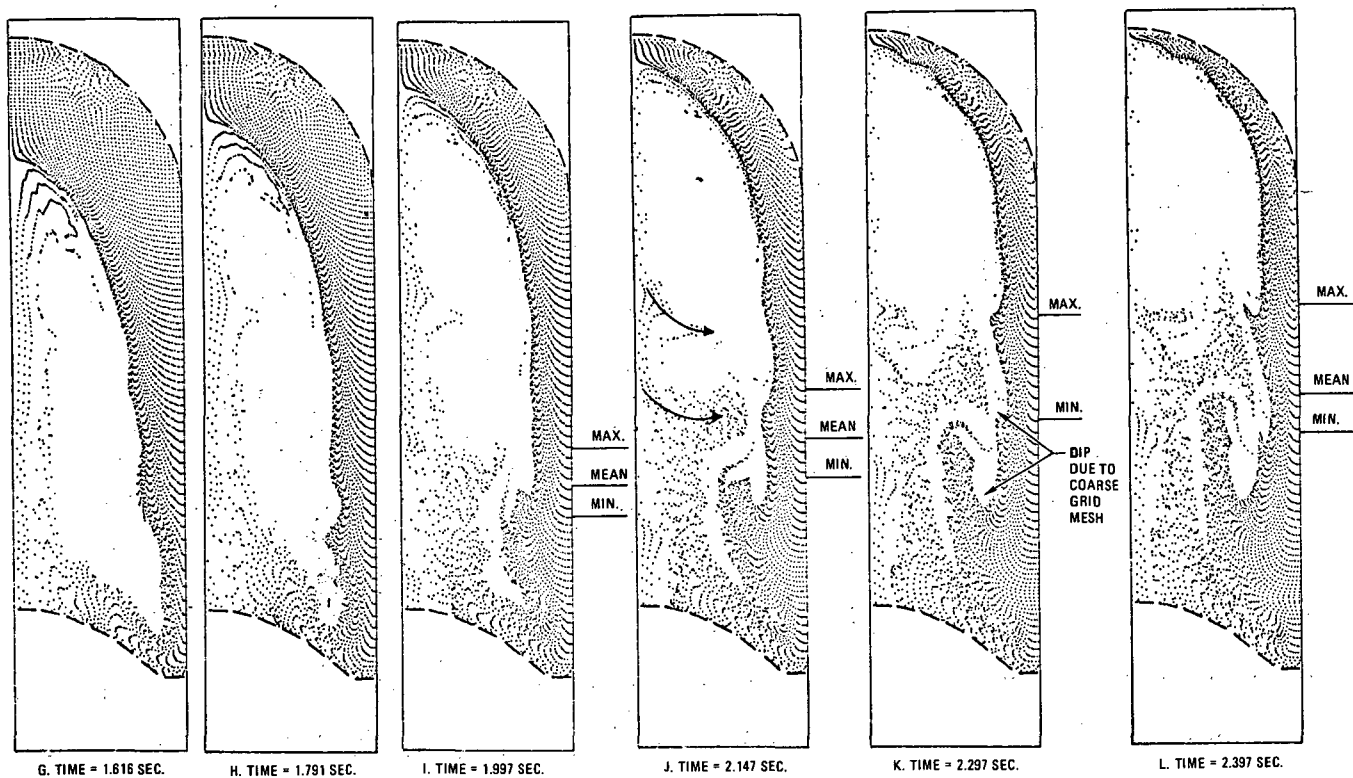 MAX.
MEAN
MIN.
MAX.
MEAN
MIN.
MAX.
MIN.
DIP
DUE TO
COARSE
GRID
MESH
MAX.
MEAN
MIN.
G. TIME = 1.616 SEC.
H. TIME = 1.791 SEC.
I. TIME = 1.997 SEC.
J. TIME = 2.147 SEC.
K. TIME = 2.297 SEC.
L. TIME = 2.397 SEC.